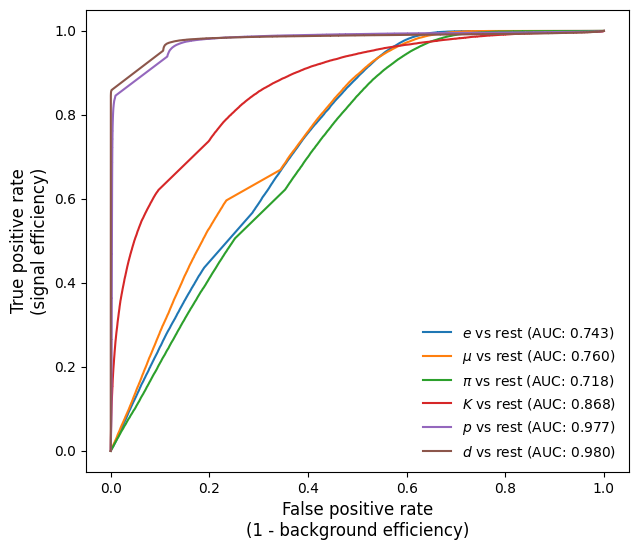 True positive rate
(signal efficiency)
1.0
0.8
0.6
0.4
0.2
0.0
e vs rest (AUC: 0.743)
μ vs rest (AUC: 0.760)
π vs rest (AUC: 0.718)
K vs rest (AUC: 0.868)
p vs rest (AUC: 0.977)
d vs rest (AUC: 0.980)
0.0 0.2 0.4 0.6 0.8 1.0
False positive rate
(1 - background efficiency)